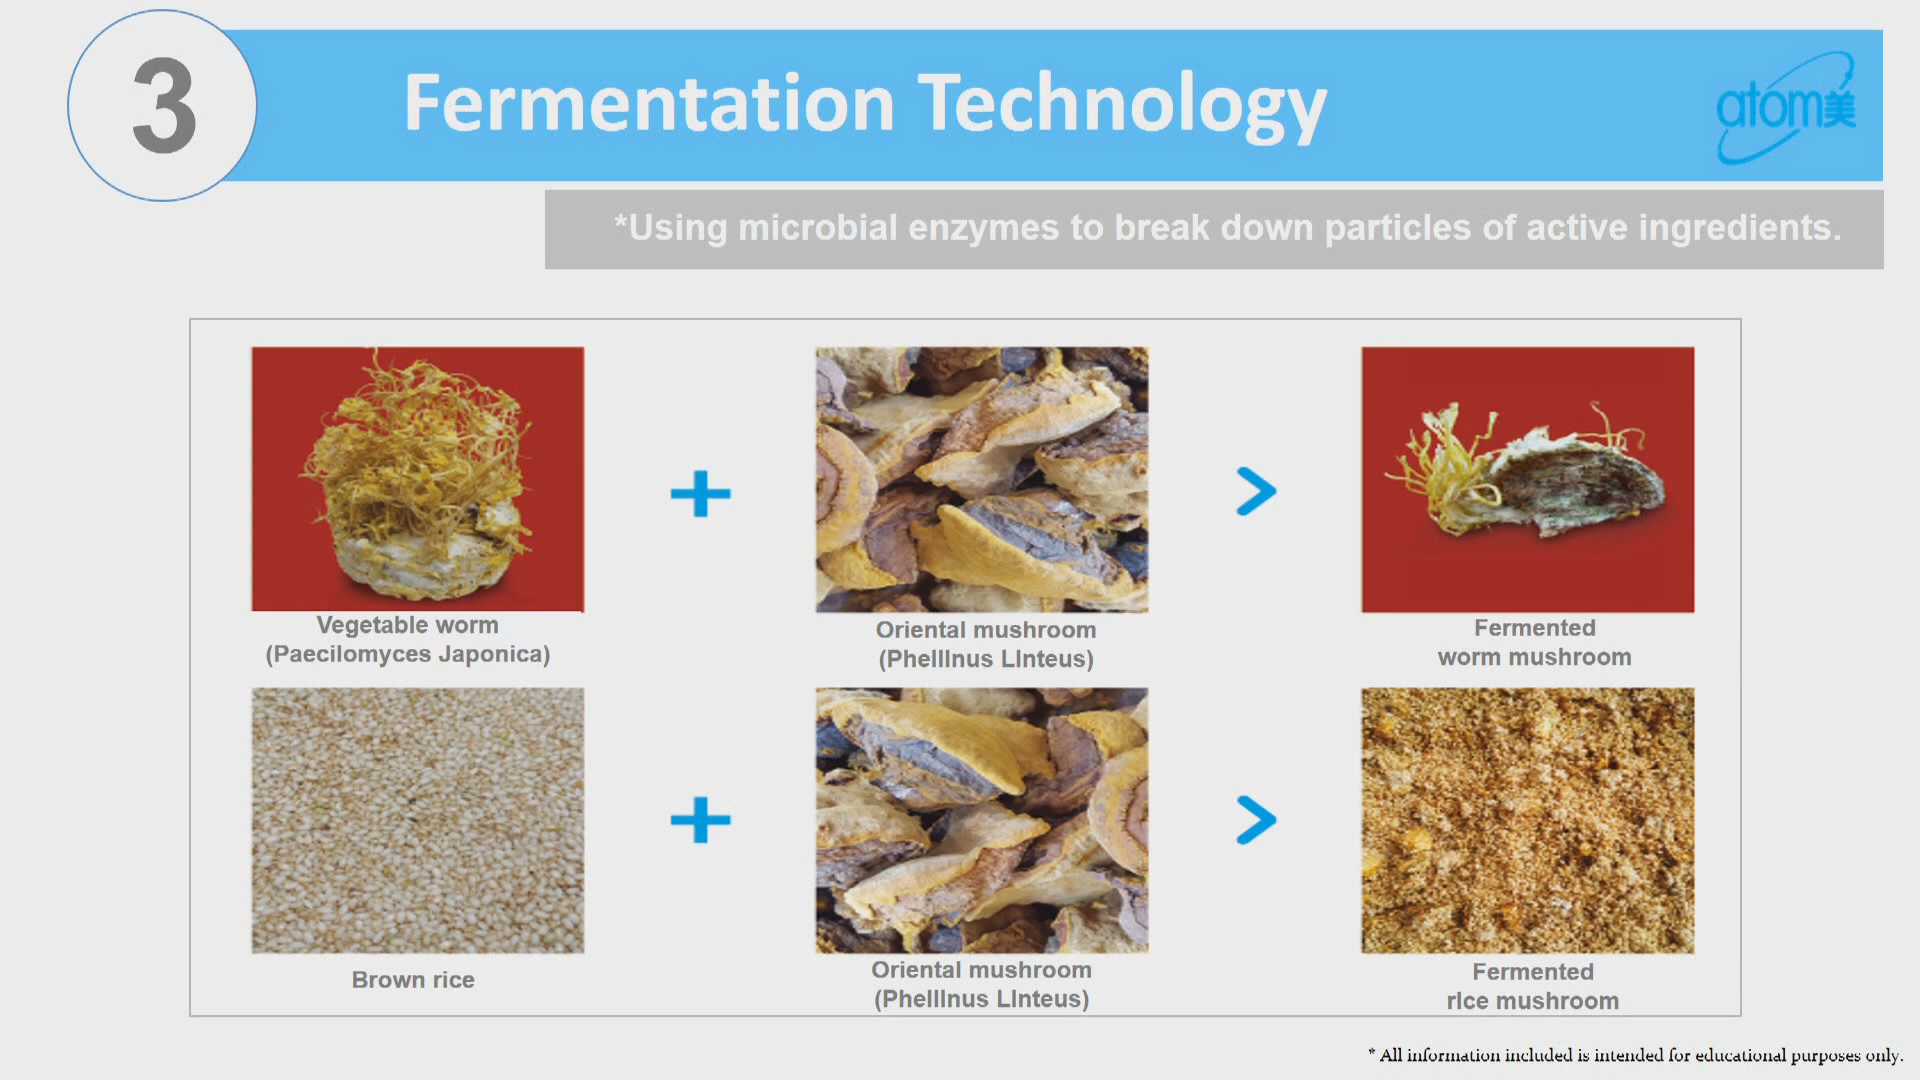 3
Fermentation Technology
atom美
*Using microbial enzymes to break down particles of active ingredients.
Vegetable worm
(Paecilomyces Japonica)
Oriental mushroom
(PhellInus LInteus)
Fermented
worm mushroom
Brown rice
Oriental mushroom
(PhellInus LInteus)
Fermented
rIce mushroom
* All information included is intended for educational purposes only.